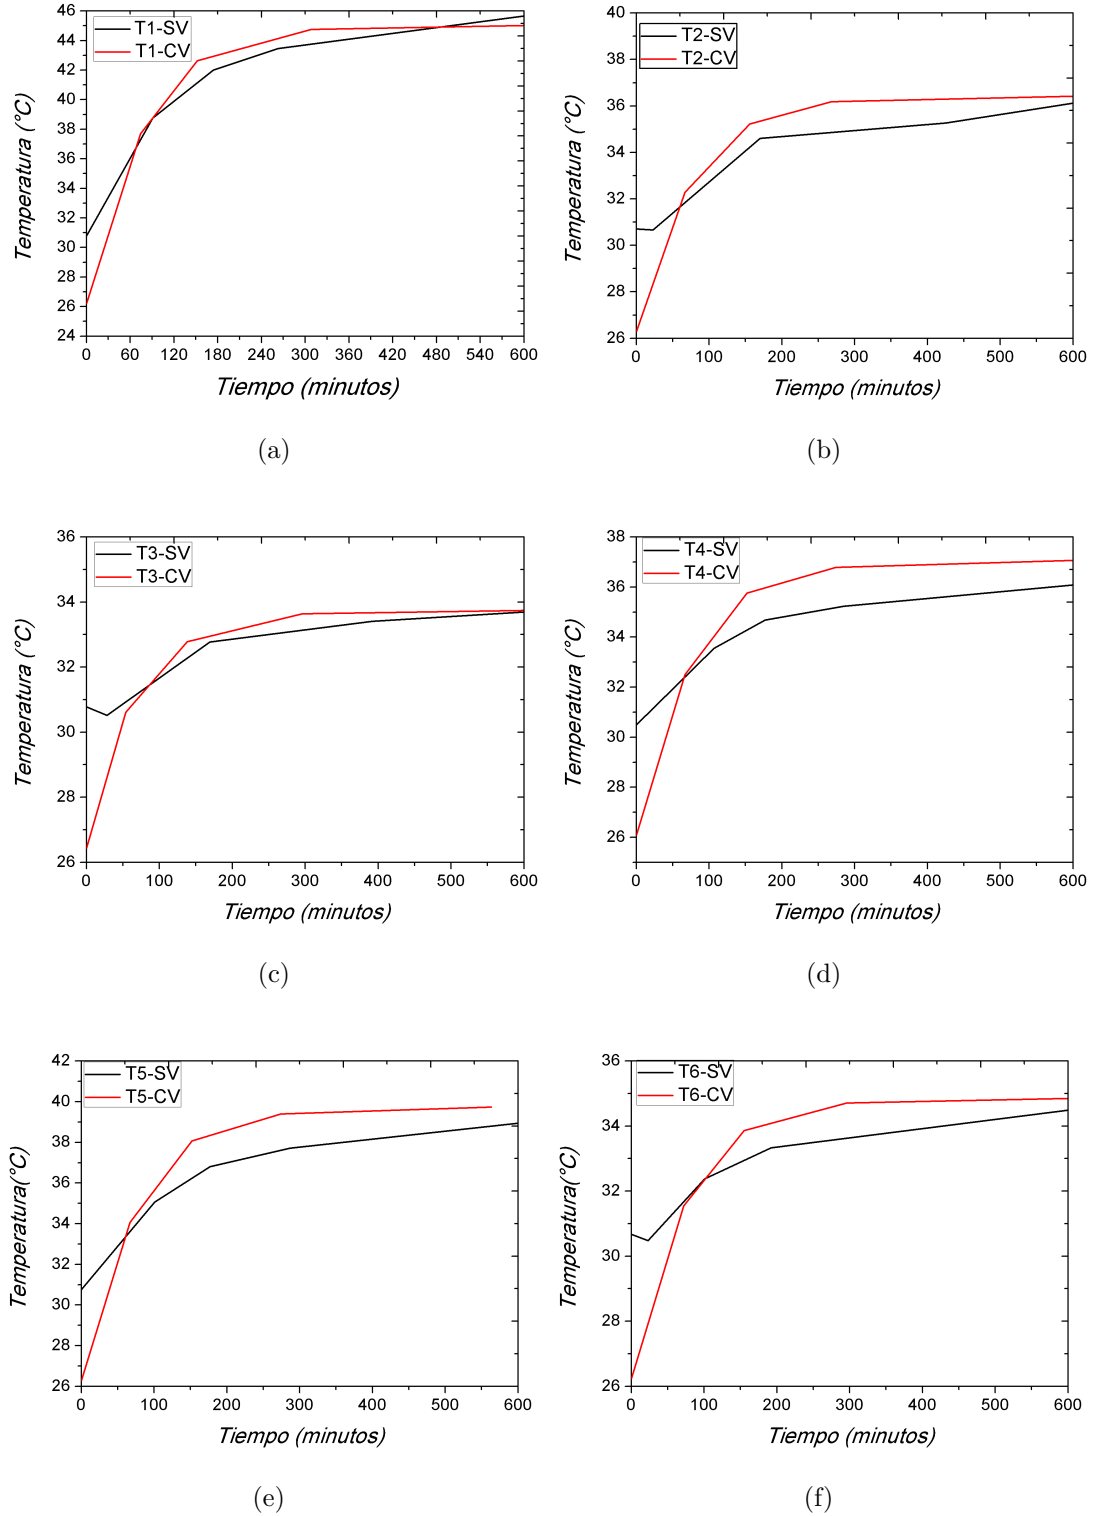 46
44
42
40
38
36
34
32
30
28
26
24
T1-SV
T1-CV
Temperatura (°C)
0 60 120 180 240 300 360 420 480 540 600
Tiempo (minutos)
(a)
40
38
36
34
32
30
28
26
T2-SV
T2-CV
Temperatura (°C)
0 100 200 300 400 500 600
Tiempo (minutos)
(b)
36
34
32
30
28
26
T3-SV
T3-CV
Temperatura (°C)
0 100 200 300 400 500 600
Tiempo (minutos)
(c)
38
36
34
32
30
28
26
T4-SV
T4-CV
Temperatura (°C)
0 100 200 300 400 500 600
Tiempo (minutos)
(d)
42
40
38
36
34
32
30
28
26
T5-SV
T5-CV
Temperatura(°C)
0 100 200 300 400 500 600
Tiempo (minutos)
(e)
36
34
32
30
28
26
T6-SV
T6-CV
Temperatura(°C)
0 100 200 300 400 500 600
Tiempo (minutos)
(f)